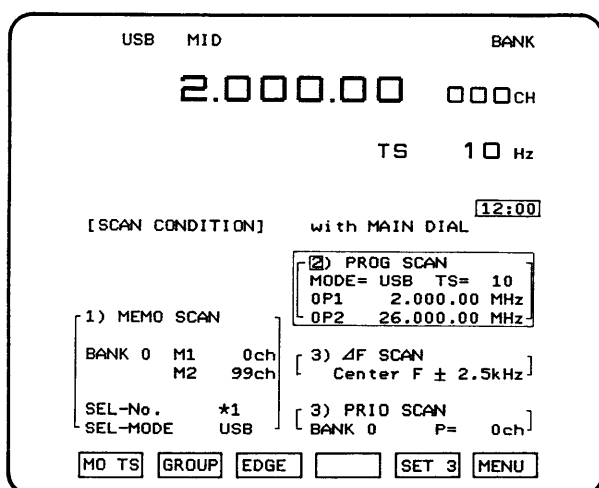 USB MID BANK
2.000.00 000CH
TS 10 Hz
12:00
[SCAN CONDITION] with MAIN DIAL
2) PROG SCAN
MODE= USB TS= 10
0P1 2.000.00 MHz
0P2 26.000.00 MHz
1) MEMO SCAN
BANK 0 M1 0ch
M2 99ch
SEL-No. *1
SEL-MODE USB
3) ⊿F SCAN
Center F ± 2.5kHz
3) PRIO SCAN
BANK 0 P= 0ch
MO TS GROUP EDGE SET 3 MENU